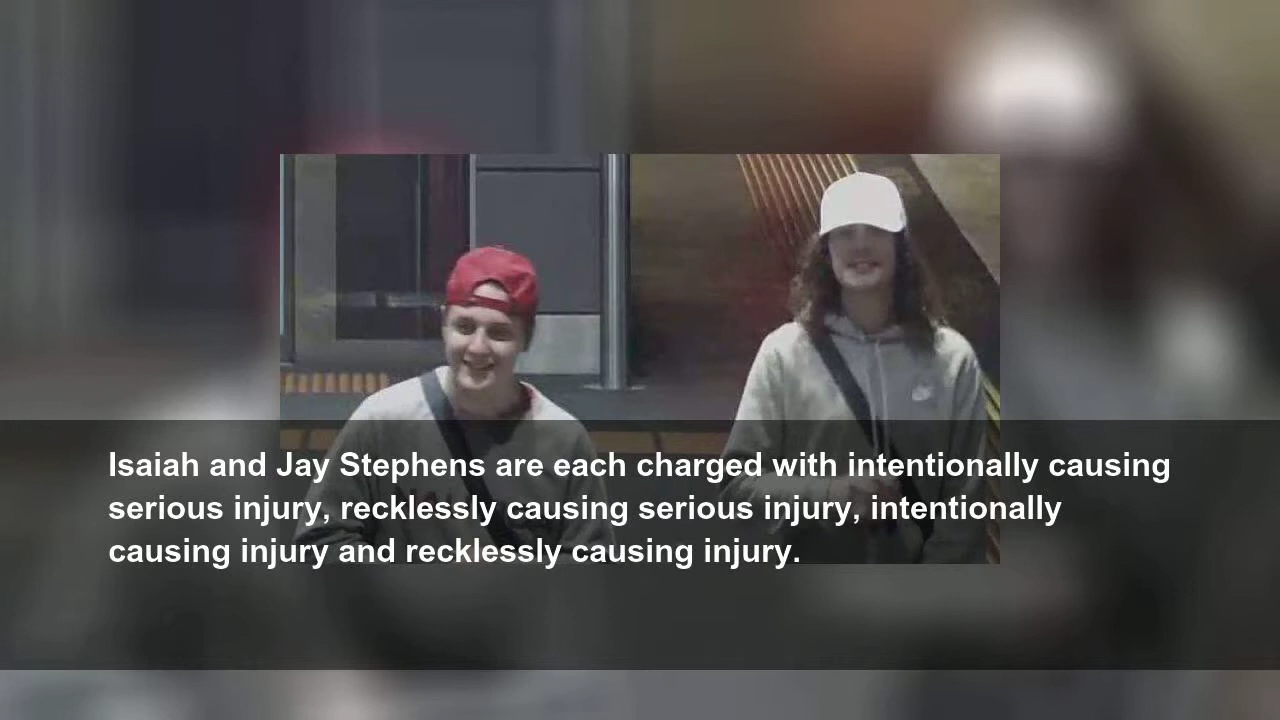 Isaiah and Jay Stephens are each charged with intentionally causing
serious injury, recklessly causing serious injury, intentionally
causing injury and recklessly causing injury.